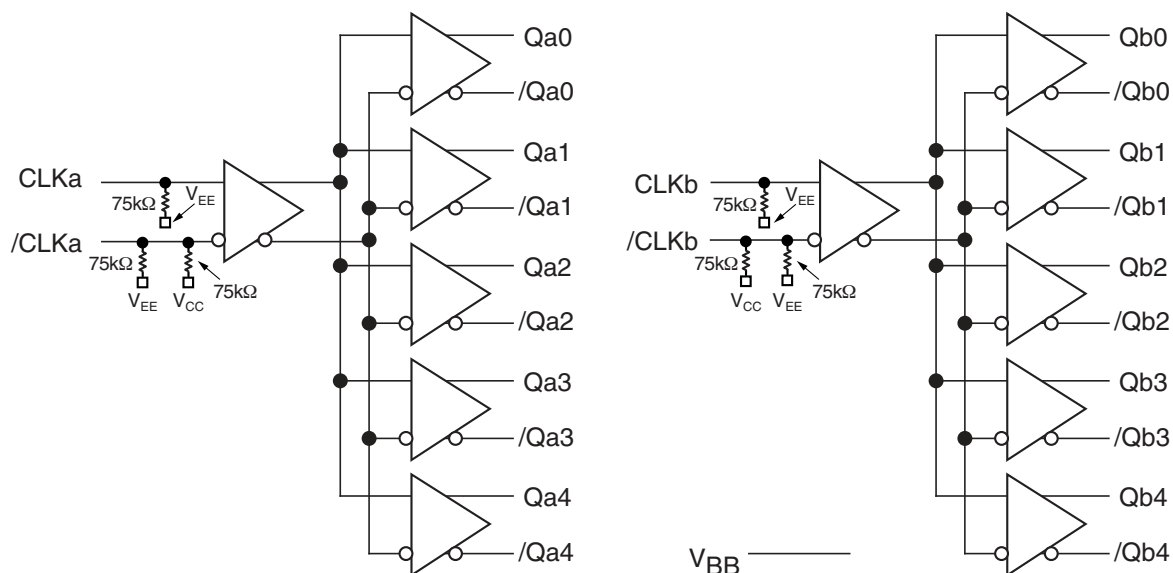 Qa0
/Qa0
Qa1
/Qa1
CLKa
75kΩ
VEE
/CLKa
75kΩ
75kΩ
VEE
VCC
Qa2
/Qa2
Qa3
/Qa3
Qa4
/Qa4
Qb0
/Qb0
Qb1
/Qb1
CLKb
75kΩ
VEE
/CLKb
75kΩ
75kΩ
VCC
VEE
Qb2
/Qb2
Qb3
/Qb3
Qb4
/Qb4
VBB